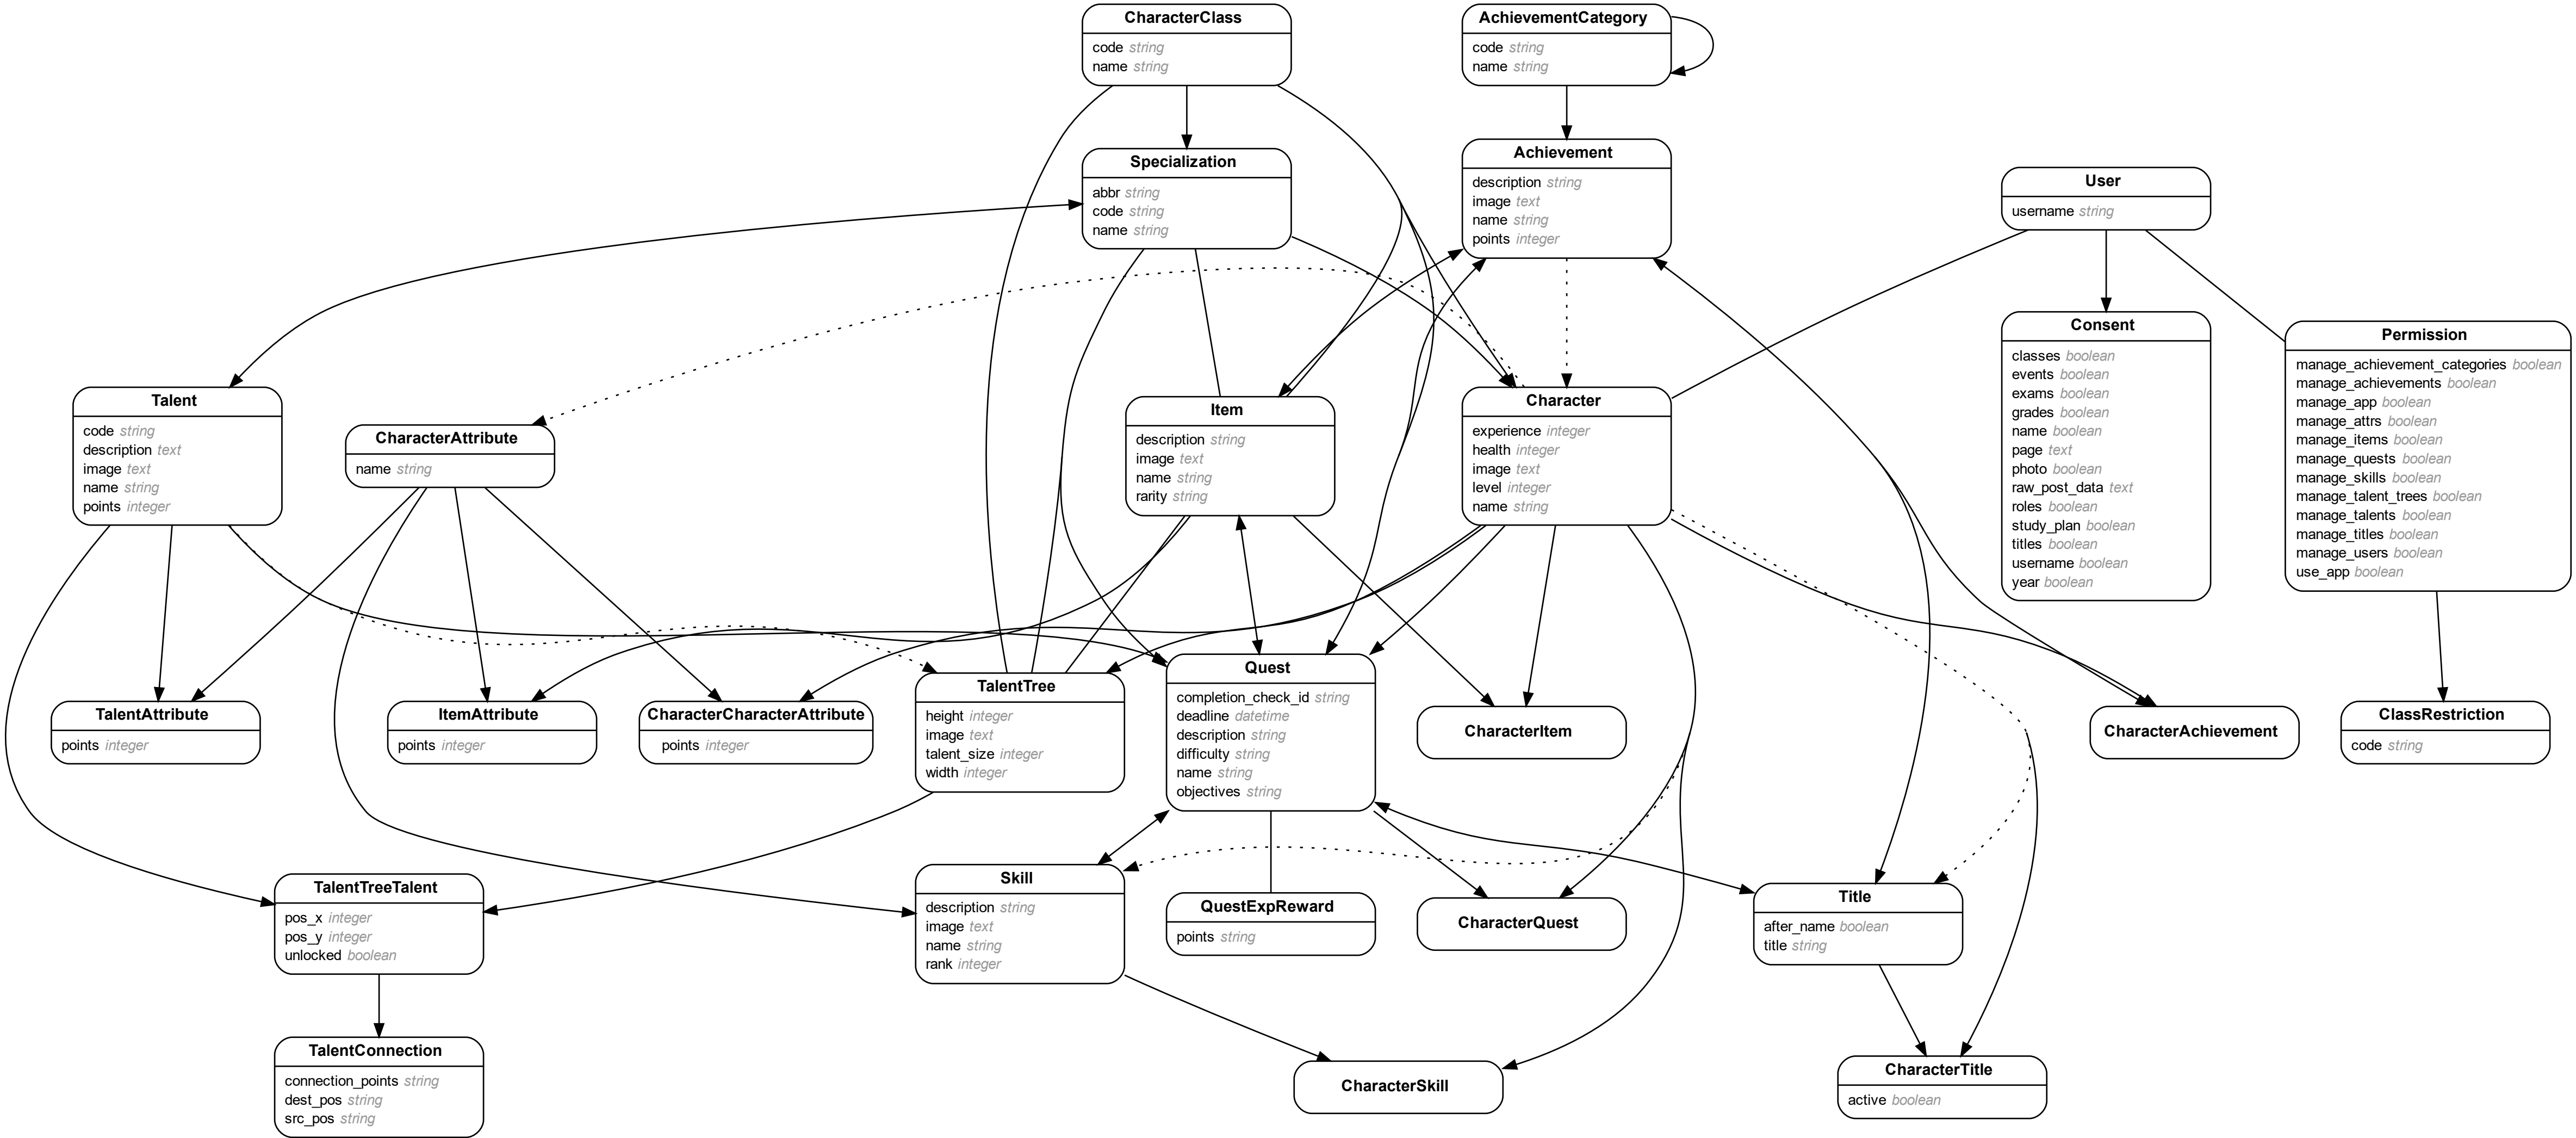 CharacterClass
code string
name string
AchievementCategory
code string
name string
Specialization
abbr string
code string
name string
Achievement
description string
image text
name string
points integer
User
username string
Consent
classes boolean
events boolean
exams boolean
grades boolean
name boolean
page text
photo boolean
raw_post_data text
roles boolean
study_plan boolean
titles boolean
username boolean
year boolean
Permission
manage_achievement_categories boolean
manage_achievements boolean
manage_app boolean
manage_attrs boolean
manage_items boolean
manage_quests boolean
manage_skills boolean
manage_talent_trees boolean
manage_talents boolean
manage_titles boolean
manage_users boolean
use_app boolean
Talent
code string
description text
image text
name string
points integer
CharacterAttribute
name string
Item
description string
image text
name string
rarity string
Character
experience integer
health integer
image text
level integer
name string
TalentAttribute
points integer
ItemAttribute
points integer
CharacterCharacterAttribute
points integer
TalentTree
height integer
image text
talent_size integer
width integer
Quest
completion_check_id string
deadline datetime
description string
difficulty string
name string
objectives string
CharacterItem
CharacterAchievement
ClassRestriction
code string
TalentTreeTalent
pos_x integer
pos_y integer
unlocked boolean
Skill
description string
image text
name string
rank integer
QuestExpReward
points string
CharacterQuest
Title
after_name boolean
title string
TalentConnection
connection_points string
dest_pos string
src_pos string
CharacterSkill
CharacterTitle
active boolean